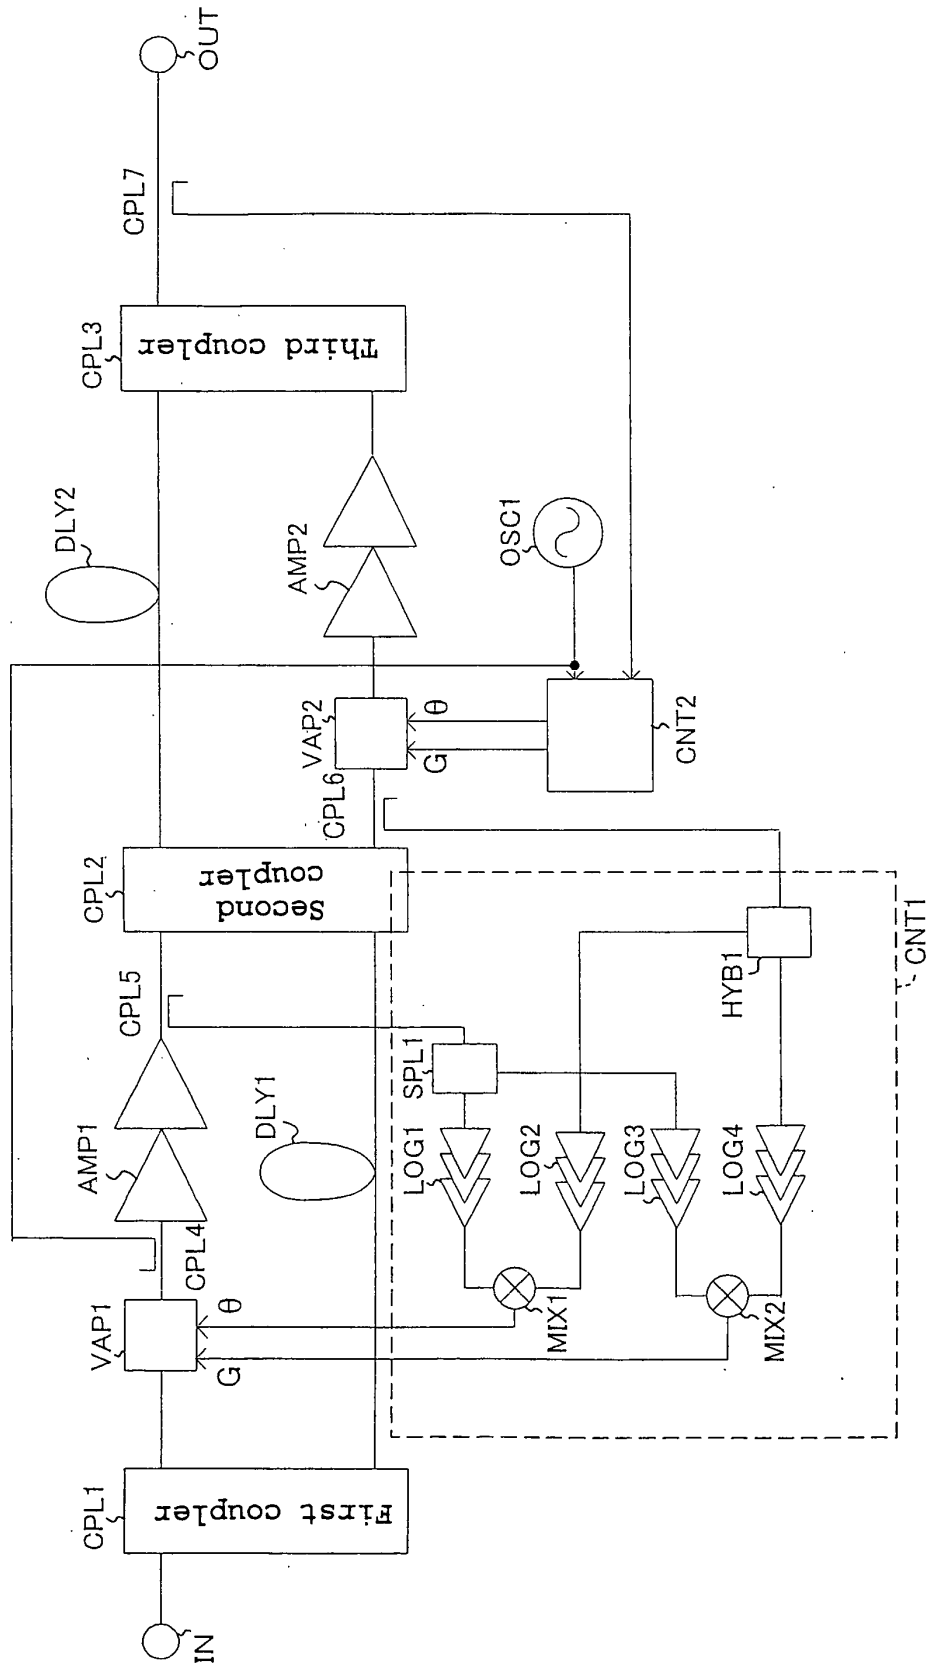 IN
CPL1
First coupler
VAP1
G
θ
CPL4
AMP1
CPL5
DLY1
CPL2
Second
coupler
CPL6
VAP2
G
θ
AMP2
DLY2
CPL3
Third coupler
CPL7
OUT
OSC1
CNT2
SPL1
LOG1
LOG2
LOG3
LOG4
MIX1
MIX2
HYB1
CNT1